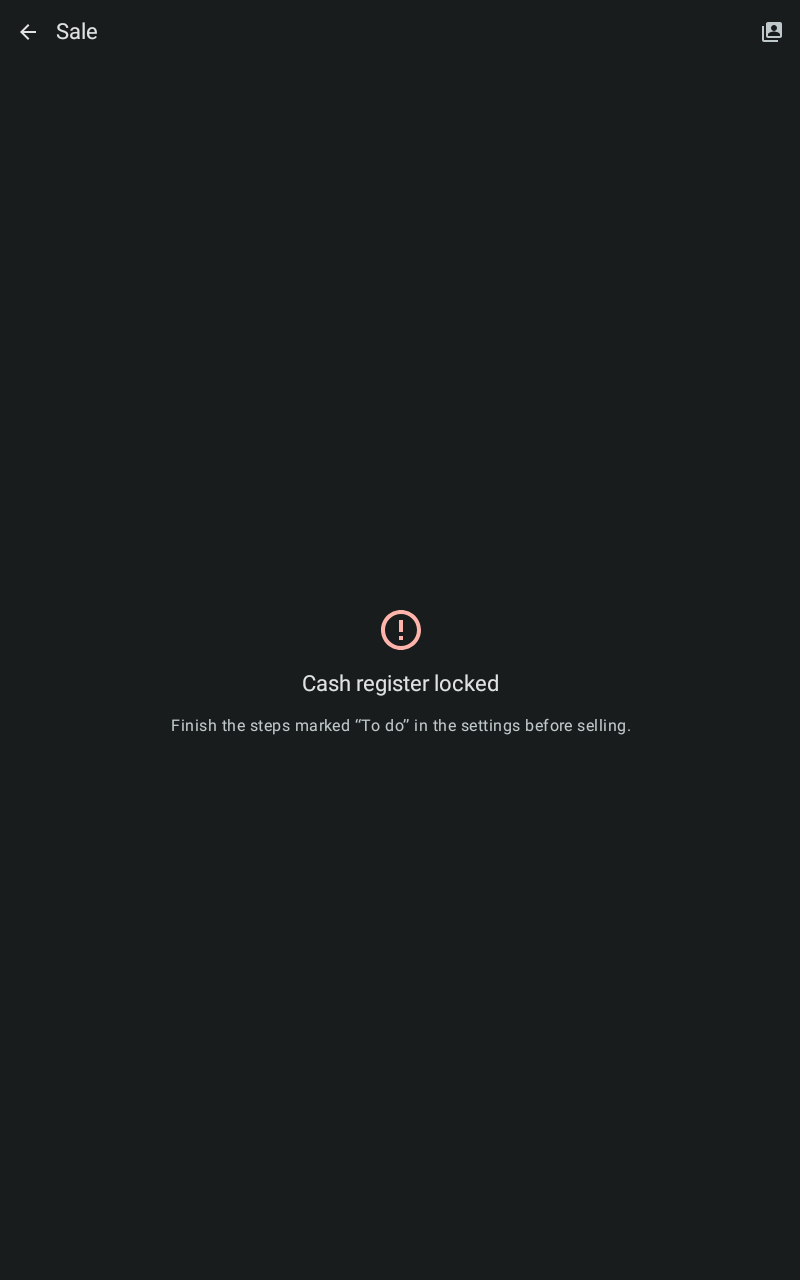 Sale
Cash register locked
Finish the steps marked “To do” in the settings before selling.